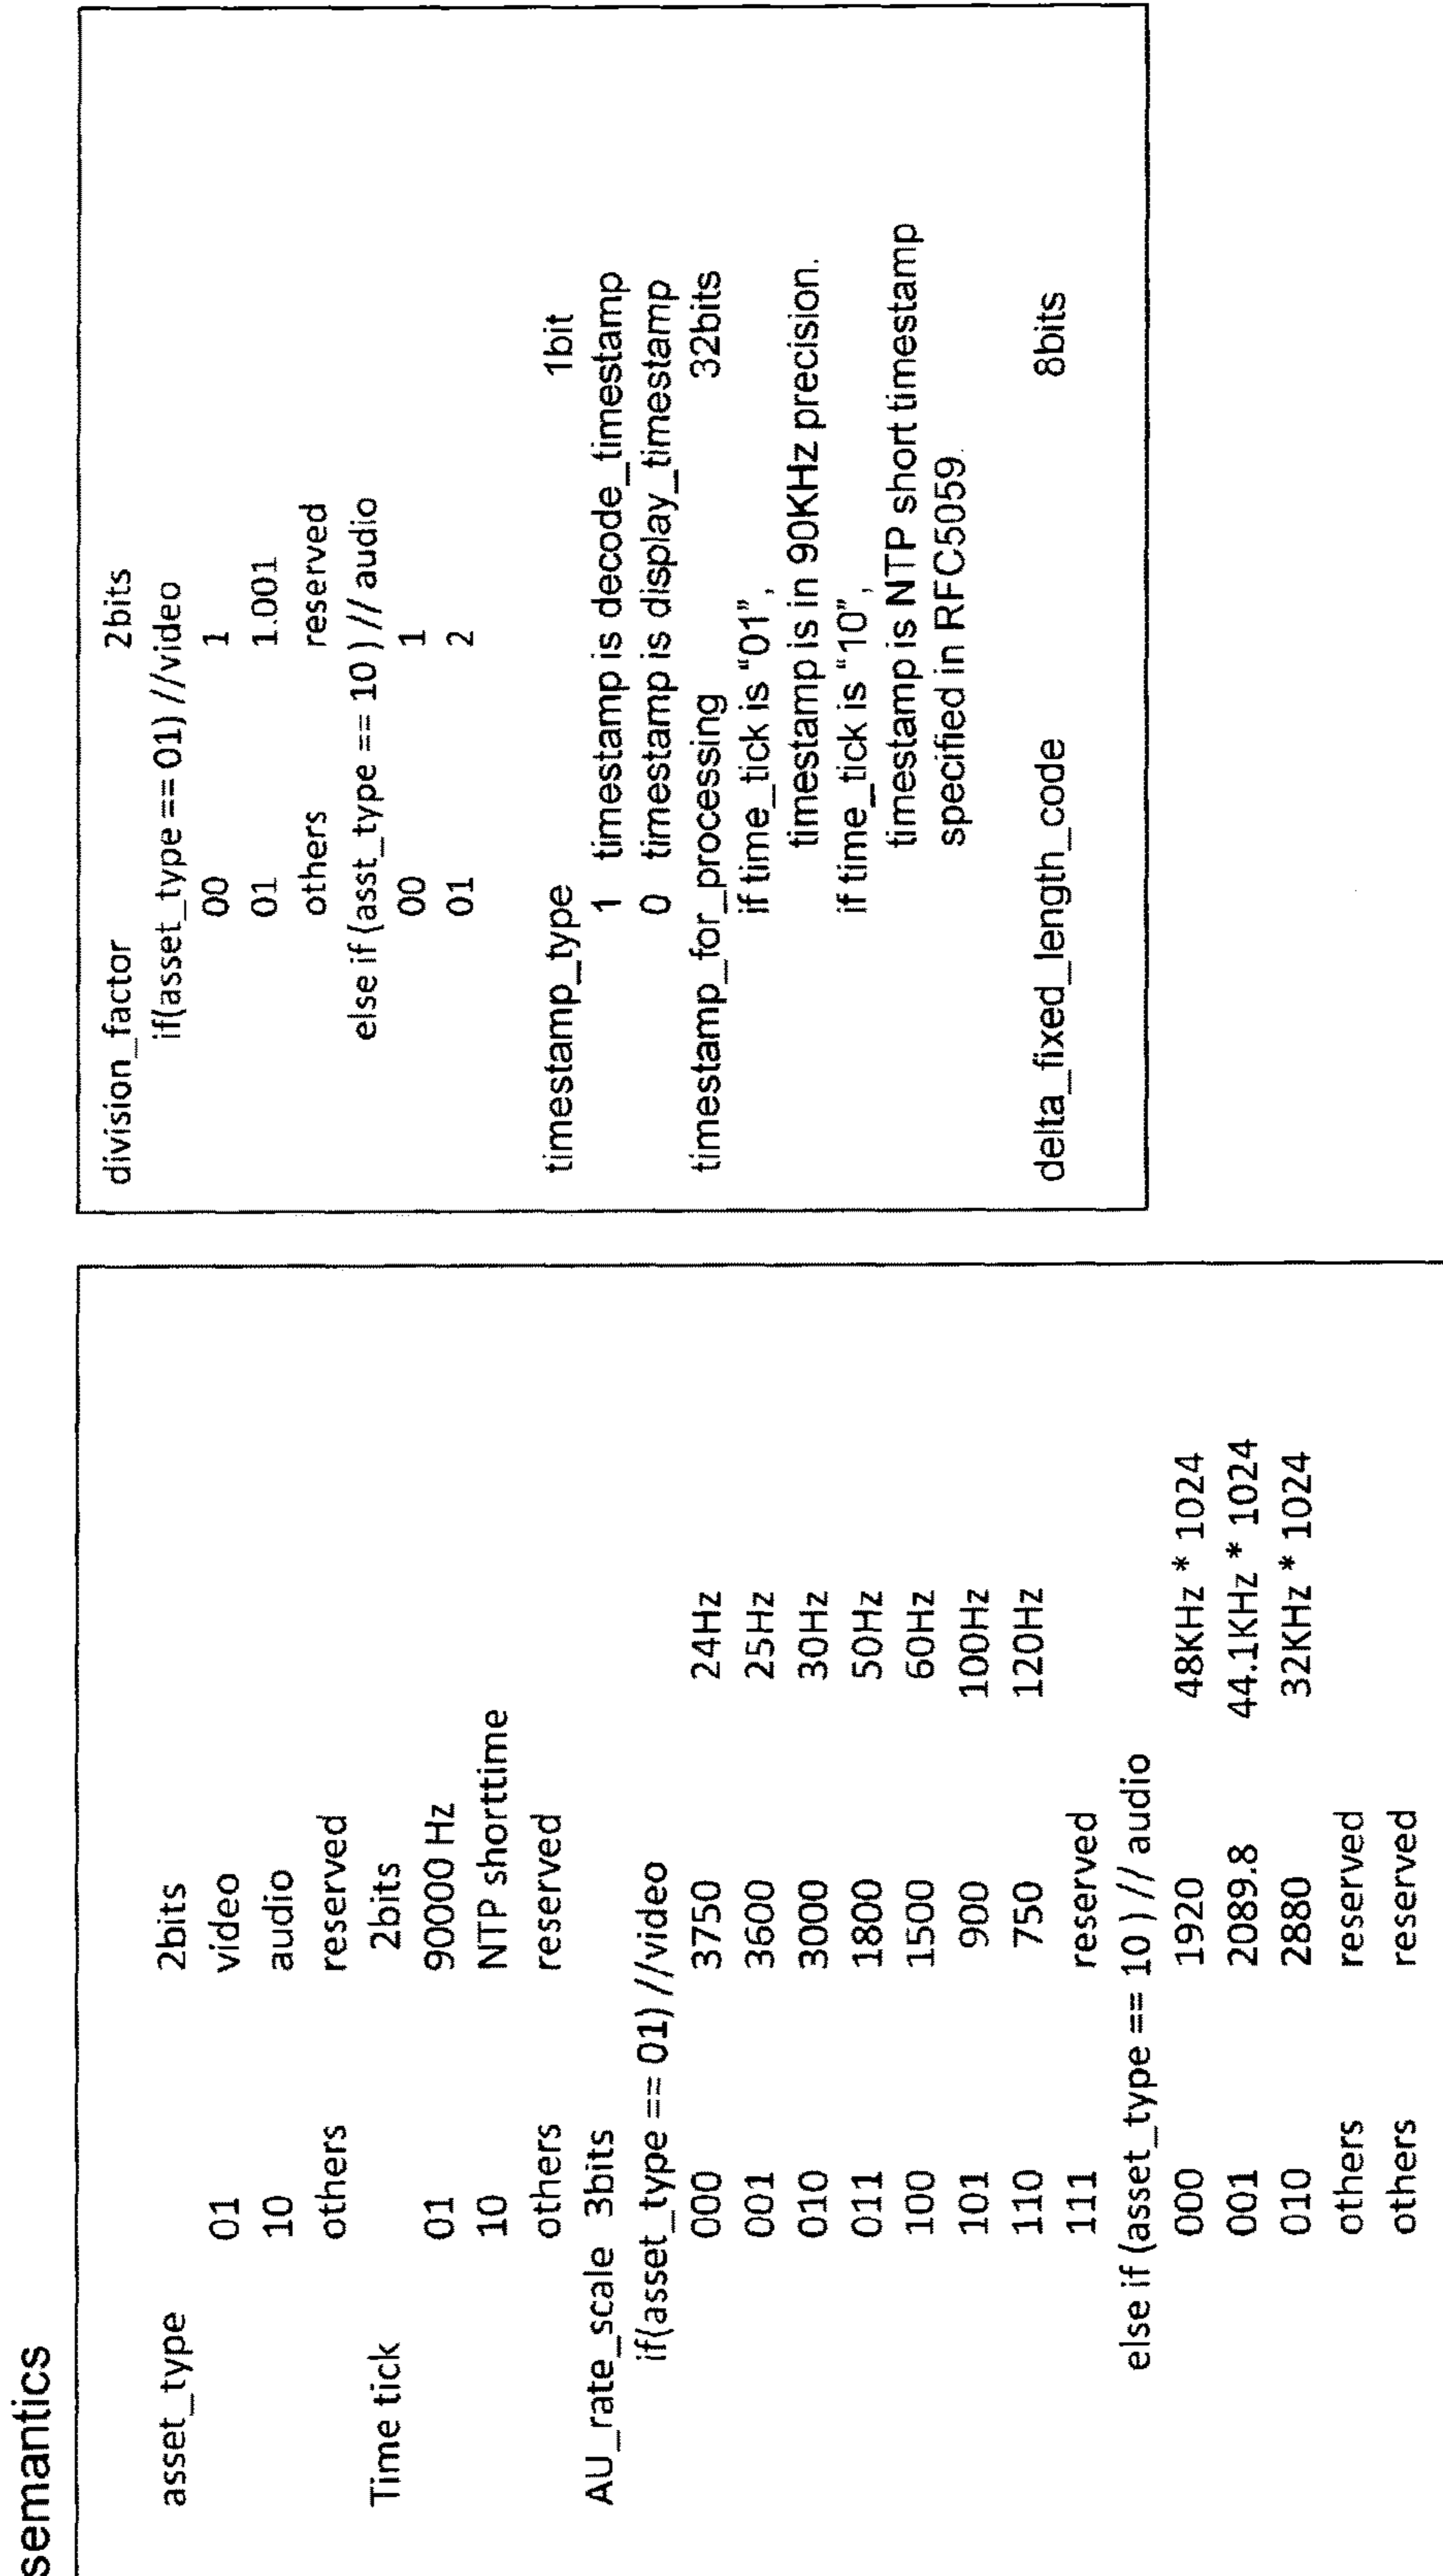 semantics
asset_type 2bits
01 video
10 audio
others reserved
Time tick 2bits
01 90000 Hz
10 NTP shorttime
others reserved
AU_rate_scale 3bits
if(asset_type == 01) //video
000 3750 24Hz
001 3600 25Hz
010 3000 30Hz
011 1800 50Hz
100 1500 60Hz
101 900 100Hz
110 750 120Hz
111 reserved
else if (asset_type == 10 ) // audio
000 1920 48KHz * 1024
001 2089.8 44.1KHz * 1024
010 2880 32KHz * 1024
others reserved
others reserved
division_factor 2bits
if(asset_type == 01) //video
00 1
01 1.001
others reserved
else if (asst_type == 10 ) // audio
00 1
01 2
timestamp_type 1bit
1 timestamp is decode_timestamp
0 timestamp is display_timestamp
timestamp_for_processing 32bits
if time_tick is “01”,
timestamp is in 90KHz precision.
if time_tick is “10”,
timestamp is NTP short timestamp
specified in RFC5059.
delta_fixed_length_code 8bits